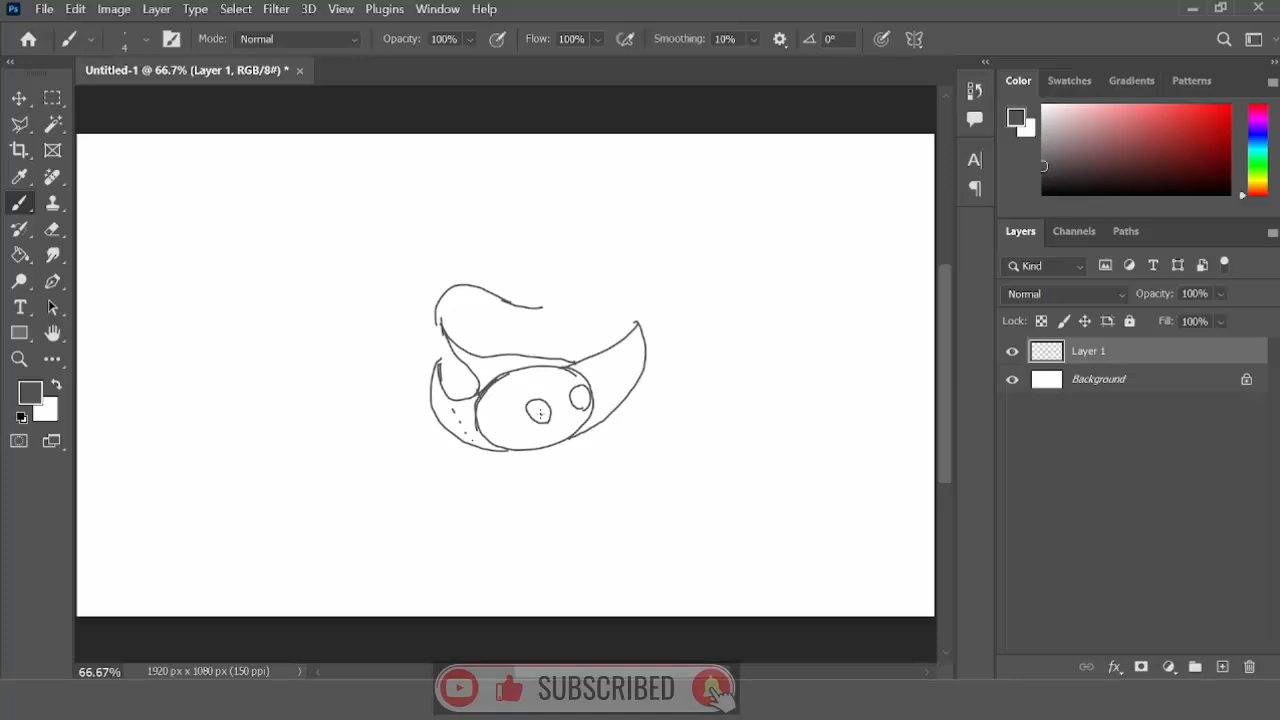 Ps File Edit Image Layer Type Select Filter 3D View Plugins Window Help
4 Mode: Normal Opacity: 100% Flow: 100% Smoothing: 10% 0°
Untitled-1 @ 66.7% (Layer 1, RGB/8#) * ×
Color Swatches Gradients Patterns
Layers Channels Paths
Kind
Normal Opacity: 100%
Lock: Fill: 100%
Layer 1
Background
66.67% 1920 px x 1080 px (150 ppi)
SUBSCRIBED